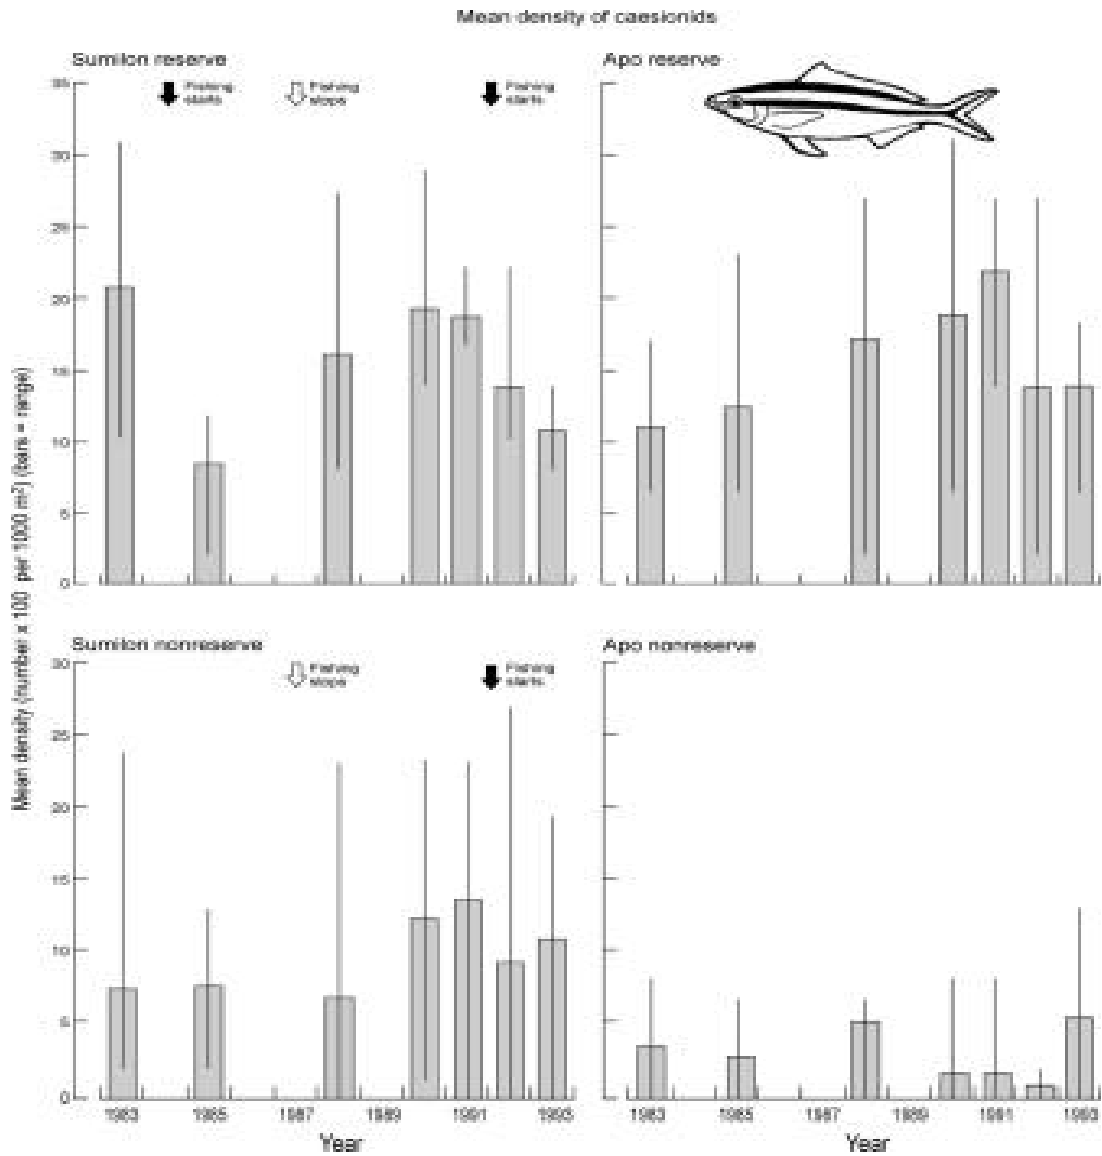 Mean density of caesionids
Sumilon reserve
Apo reserve
Fishing
starts
Fishing
stops
Fishing
starts
35
30
25
20
15
10
5
0
Mean density (number x 100 per 1000 m²) (bars = range)
Sumilon nonreserve
Apo nonreserve
Fishing
stops
Fishing
starts
30
25
20
15
10
5
0
1983 1985 1987 1989 1991 1993
1983 1985 1987 1989 1991 1993
Year
Year